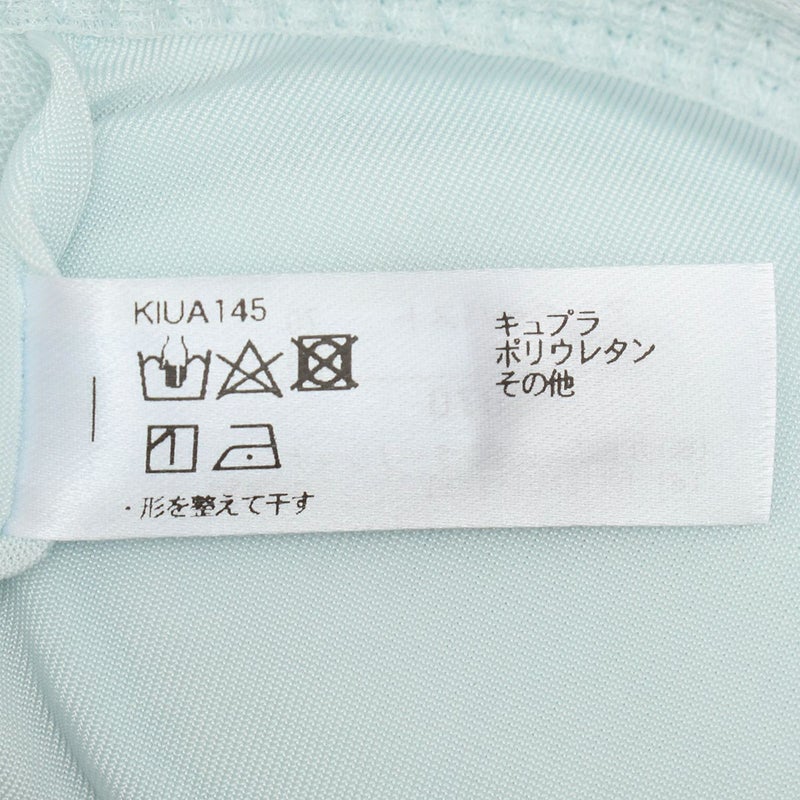 KIUA145
キュプラ
ポリウレタン
その他
・形を整えて干す